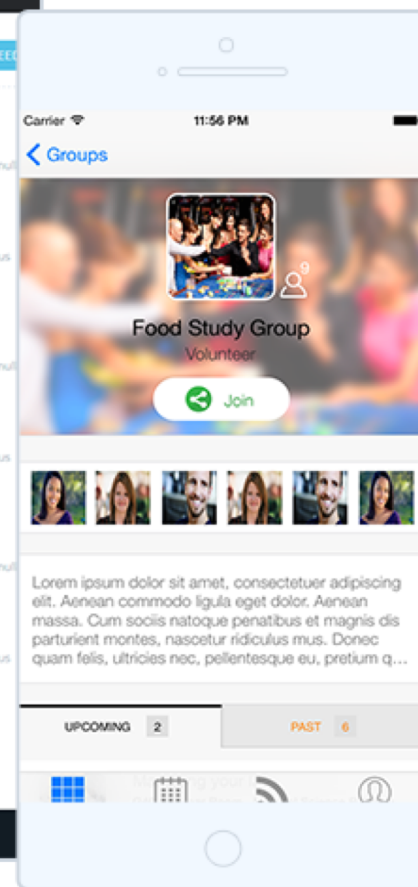 Carrier
11:56 PM
Groups
9
Food Study Group
Volunteer
Join
Lorem ipsum dolor sit amet, consectetuer adipiscing
elit. Aenean commodo ligula eget dolor. Aenean
massa. Cum sociis natoque penatibus et magnis dis
parturient montes, nascetur ridiculus mus. Donec
quam felis, ultricies nec, pellentesque eu, pretium q...
UPCOMING 2
PAST 6